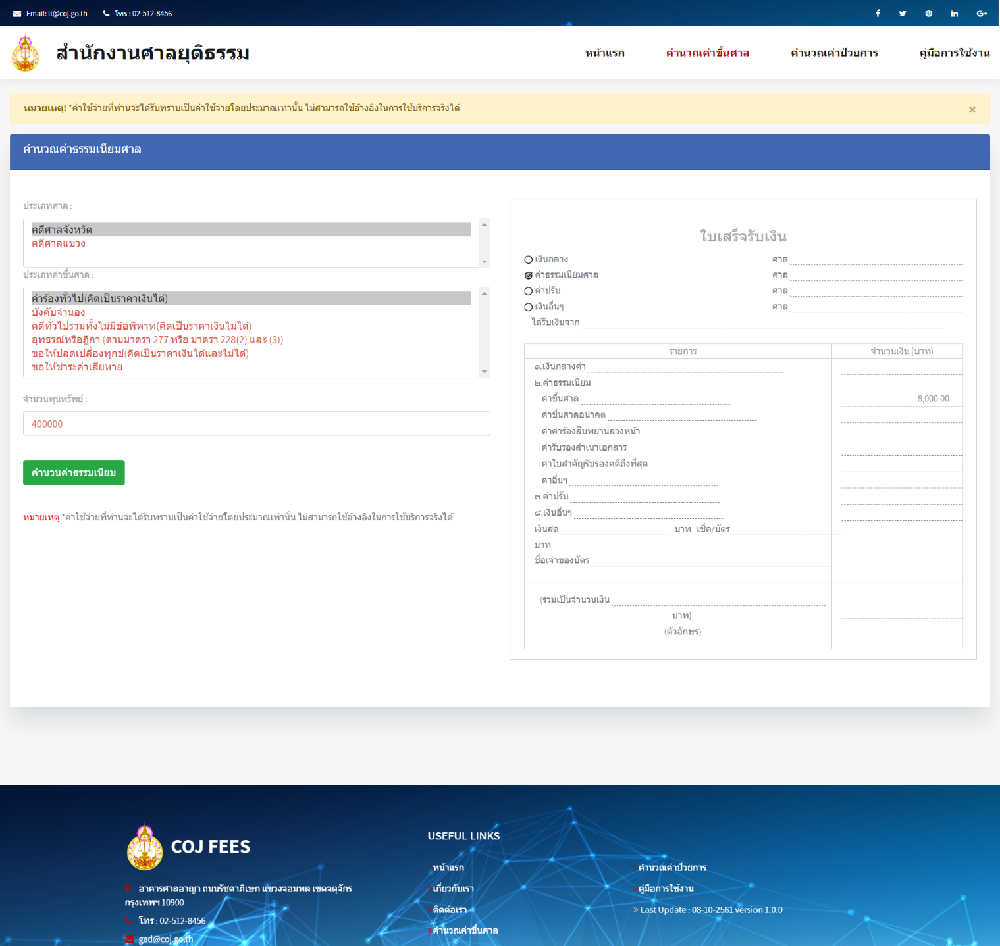 Email: it@coj.go.th โทร : 02-512-8456
สำนักงานศาลยุติธรรม
หน้าแรก คำนวณค่าขึ้นศาล คำนวณค่าป่วยการ คู่มือการใช้งาน
หมายเหตุ! *ค่าใช้จ่ายที่ท่านจะได้รับทราบเป็นค่าใช้จ่ายโดยประมาณเท่านั้น ไม่สามารถใช้อ้างอิงในการใช้บริการจริงได้ ×
คำนวณค่าธรรมเนียมศาล
ประเภทศาล :
คดีศาลจังหวัด
คดีศาลแขวง
ประเภทค่าขึ้นศาล :
คำร้องทั่วไป(คิดเป็นราคาเงินได้)
บังคับจำนอง
คดีทั่วไปรวมทั้งไม่มีข้อพิพาท(คิดเป็นราคาเงินไม่ได้)
อุทธรณ์หรือฎีกา (ตามมาตรา 277 หรือ มาตรา 228(2) และ (3))
ขอให้ปลดเปลื้องทุกข์(คิดเป็นราคาเงินได้และไม่ได้)
ขอให้ชำระค่าเสียหาย
จำนวนทุนทรัพย์ :
400000
คำนวนค่าธรรมเนียม
หมายเหตุ *ค่าใช้จ่ายที่ท่านจะได้รับทราบเป็นค่าใช้จ่ายโดยประมาณเท่านั้น ไม่สามารถใช้อ้างอิงในการใช้บริการจริงได้
ใบเสร็จรับเงิน
เงินกลาง ศาล
ค่าธรรมเนียมศาล ศาล
ค่าปรับ ศาล
เงินอื่นๆ ศาล
ได้รับเงินจาก
รายการ จำนวนเงิน (บาท)
๑.เงินกลางค่า
๒.ค่าธรรมเนียม
ค่าขึ้นศาล 8,000.00
ค่าขึ้นศาลอนาคต
ค่าคำร้องสืบพยานล่วงหน้า
ค่ารับรองสำเนาเอกสาร
ค่าใบสำคัญรับรองคดีถึงที่สุด
ค่าอื่นๆ
๓.ค่าปรับ
๔.เงินอื่นๆ
เงินสด บาท เช็ค/บัตร
บาท
ชื่อเจ้าของบัตร
(รวมเป็นจำนวนเงิน
บาท)
(ตัวอักษร)
COJ FEES
อาคารศาลอาญา ถนนรัชดาภิเษก แขวงจอมพล เขตจตุจักร
กรุงเทพฯ 10900
โทร : 02-512-8456
gad@coj.go.th
USEFUL LINKS
»หน้าแรก
»เกี่ยวกับเรา
»ติดต่อเรา
»คำนวณค่าขึ้นศาล
»คำนวณค่าป่วยการ
»คู่มือการใช้งาน
» Last Update : 08-10-2561 version 1.0.0